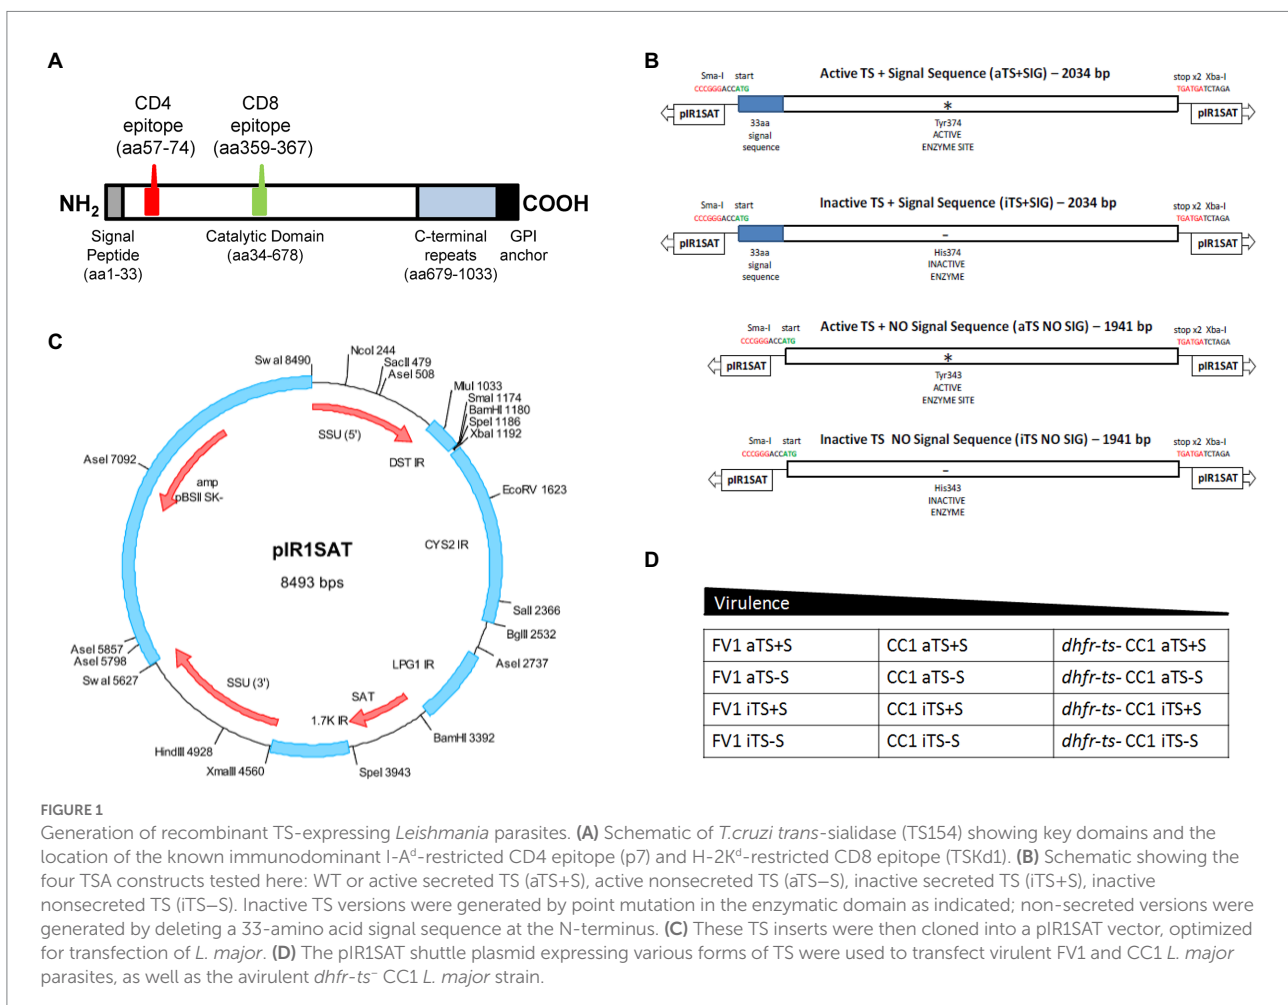 A
CD4
epitope
(aa57-74)
CD8
epitope
(aa359-367)
NH2
COOH
Signal
Peptide
(aa1-33)
Catalytic Domain
(aa34-678)
C-terminal
repeats
(aa679-1033)
GPI
anchor
B
Active TS + Signal Sequence (aTS+SIG) – 2034 bp
Sma-I start
CCCGGGACCATG
stop x2 Xba-I
TGATGATCTAGA
pIR1SAT
*
pIR1SAT
33aa
signal
sequence
Tyr374
ACTIVE
ENZYME SITE
Inactive TS + Signal Sequence (iTS+SIG) – 2034 bp
Sma-I start
CCCGGGACCATG
stop x2 Xba-I
TGATGATCTAGA
pIR1SAT
–
pIR1SAT
33aa
signal
sequence
His374
INACTIVE
ENZYME
Active TS + NO Signal Sequence (aTS NO SIG) – 1941 bp
Sma-I start
CCCGGGACCATG
stop x2 Xba-I
TGATGATCTAGA
pIR1SAT
*
pIR1SAT
Tyr343
ACTIVE
ENZYME SITE
Inactive TS NO Signal Sequence (iTS NO SIG) – 1941 bp
Sma-I start
CCCGGGACCATG
stop x2 Xba-I
TGATGATCTAGA
pIR1SAT
–
pIR1SAT
His343
INACTIVE
ENZYME
C
SwaI 8490
NcoI 244
SacII 479
AseI 508
MluI 1033
SmaI 1174
BamHI 1180
SpeI 1186
XbaI 1192
SSU (5')
DST IR
AseI 7092
amp
pBSII SK-
EcoRV 1623
CYS2 IR
pIR1SAT
8493 bps
SalI 2366
BglII 2532
AseI 2737
AseI 5857
AseI 5798
SwaI 5627
LPG1 IR
SSU (3')
SAT
1.7K IR
BamHI 3392
HindIII 4928
XmaIII 4560
SpeI 3943
D
Virulence
FV1 aTS+S CC1 aTS+S dhfr-ts- CC1 aTS+S
FV1 aTS-S CC1 aTS-S dhfr-ts- CC1 aTS-S
FV1 iTS+S CC1 iTS+S dhfr-ts- CC1 iTS+S
FV1 iTS-S CC1 iTS-S dhfr-ts- CC1 iTS-S
FIGURE 1
Generation of recombinant TS-expressing Leishmania parasites. (A) Schematic of T.cruzi trans-sialidase (TS154) showing key domains and the
location of the known immunodominant I-Aᵈ-restricted CD4 epitope (p7) and H-2Kᵈ-restricted CD8 epitope (TSKd1). (B) Schematic showing the
four TSA constructs tested here: WT or active secreted TS (aTS+S), active nonsecreted TS (aTS–S), inactive secreted TS (iTS+S), inactive
nonsecreted TS (iTS–S). Inactive TS versions were generated by point mutation in the enzymatic domain as indicated; non-secreted versions were
generated by deleting a 33-amino acid signal sequence at the N-terminus. (C) These TS inserts were then cloned into a pIR1SAT vector, optimized
for transfection of L. major. (D) The pIR1SAT shuttle plasmid expressing various forms of TS were used to transfect virulent FV1 and CC1 L. major
parasites, as well as the avirulent dhfr-ts⁻ CC1 L. major strain.